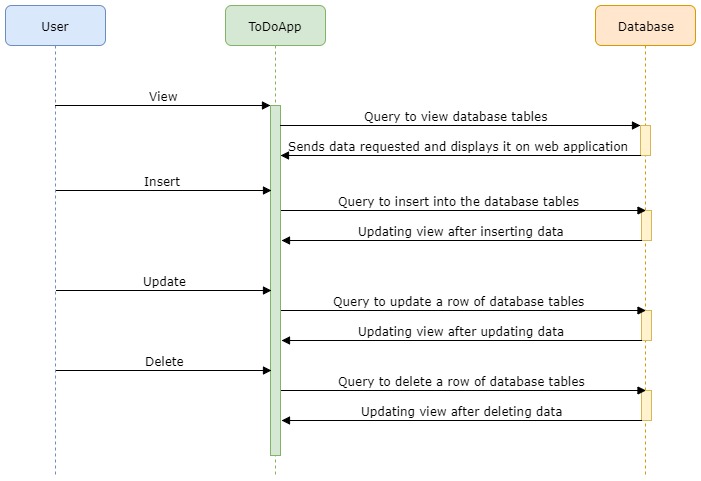 User
ToDoApp
Database
View
Query to view database tables
Sends data requested and displays it on web application
Insert
Query to insert into the database tables
Updating view after inserting data
Update
Query to update a row of database tables
Updating view after updating data
Delete
Query to delete a row of database tables
Updating view after deleting data